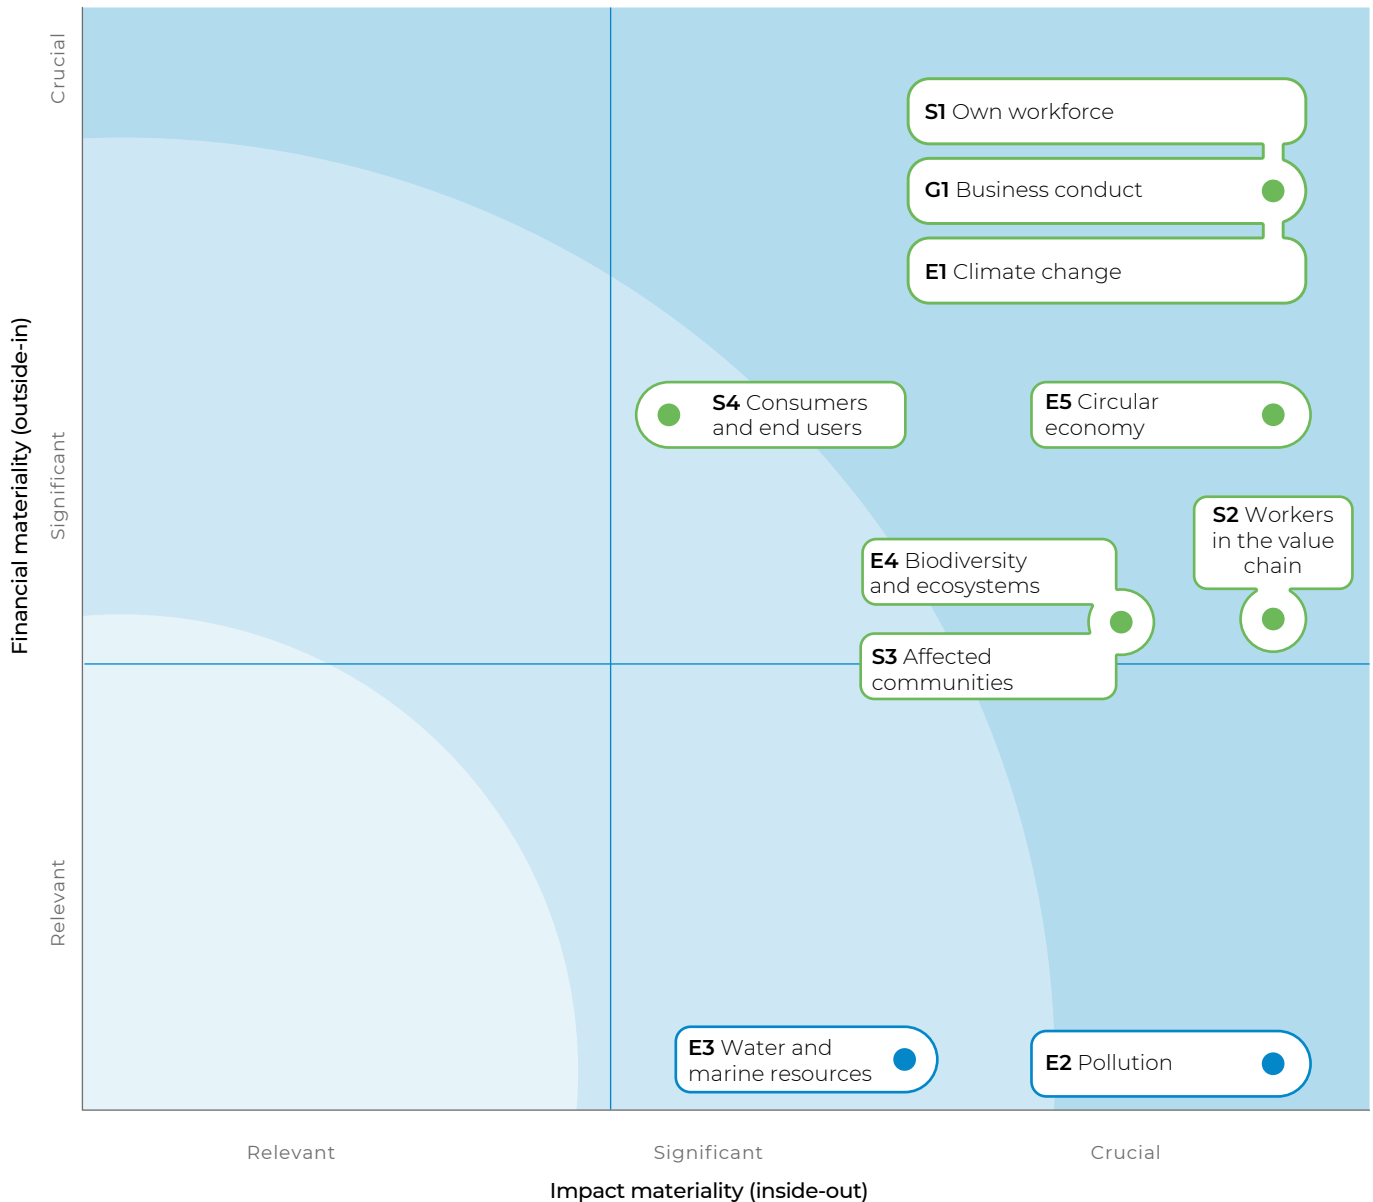 Crucial
Significant
Relevant
Financial materiality (outside-in)
S1 Own workforce
G1 Business conduct
E1 Climate change
S4 Consumers
and end users
E5 Circular
economy
S2 Workers
in the value
chain
E4 Biodiversity
and ecosystems
S3 Affected
communities
E3 Water and
marine resources
E2 Pollution
Relevant
Significant
Crucial
Impact materiality (inside-out)